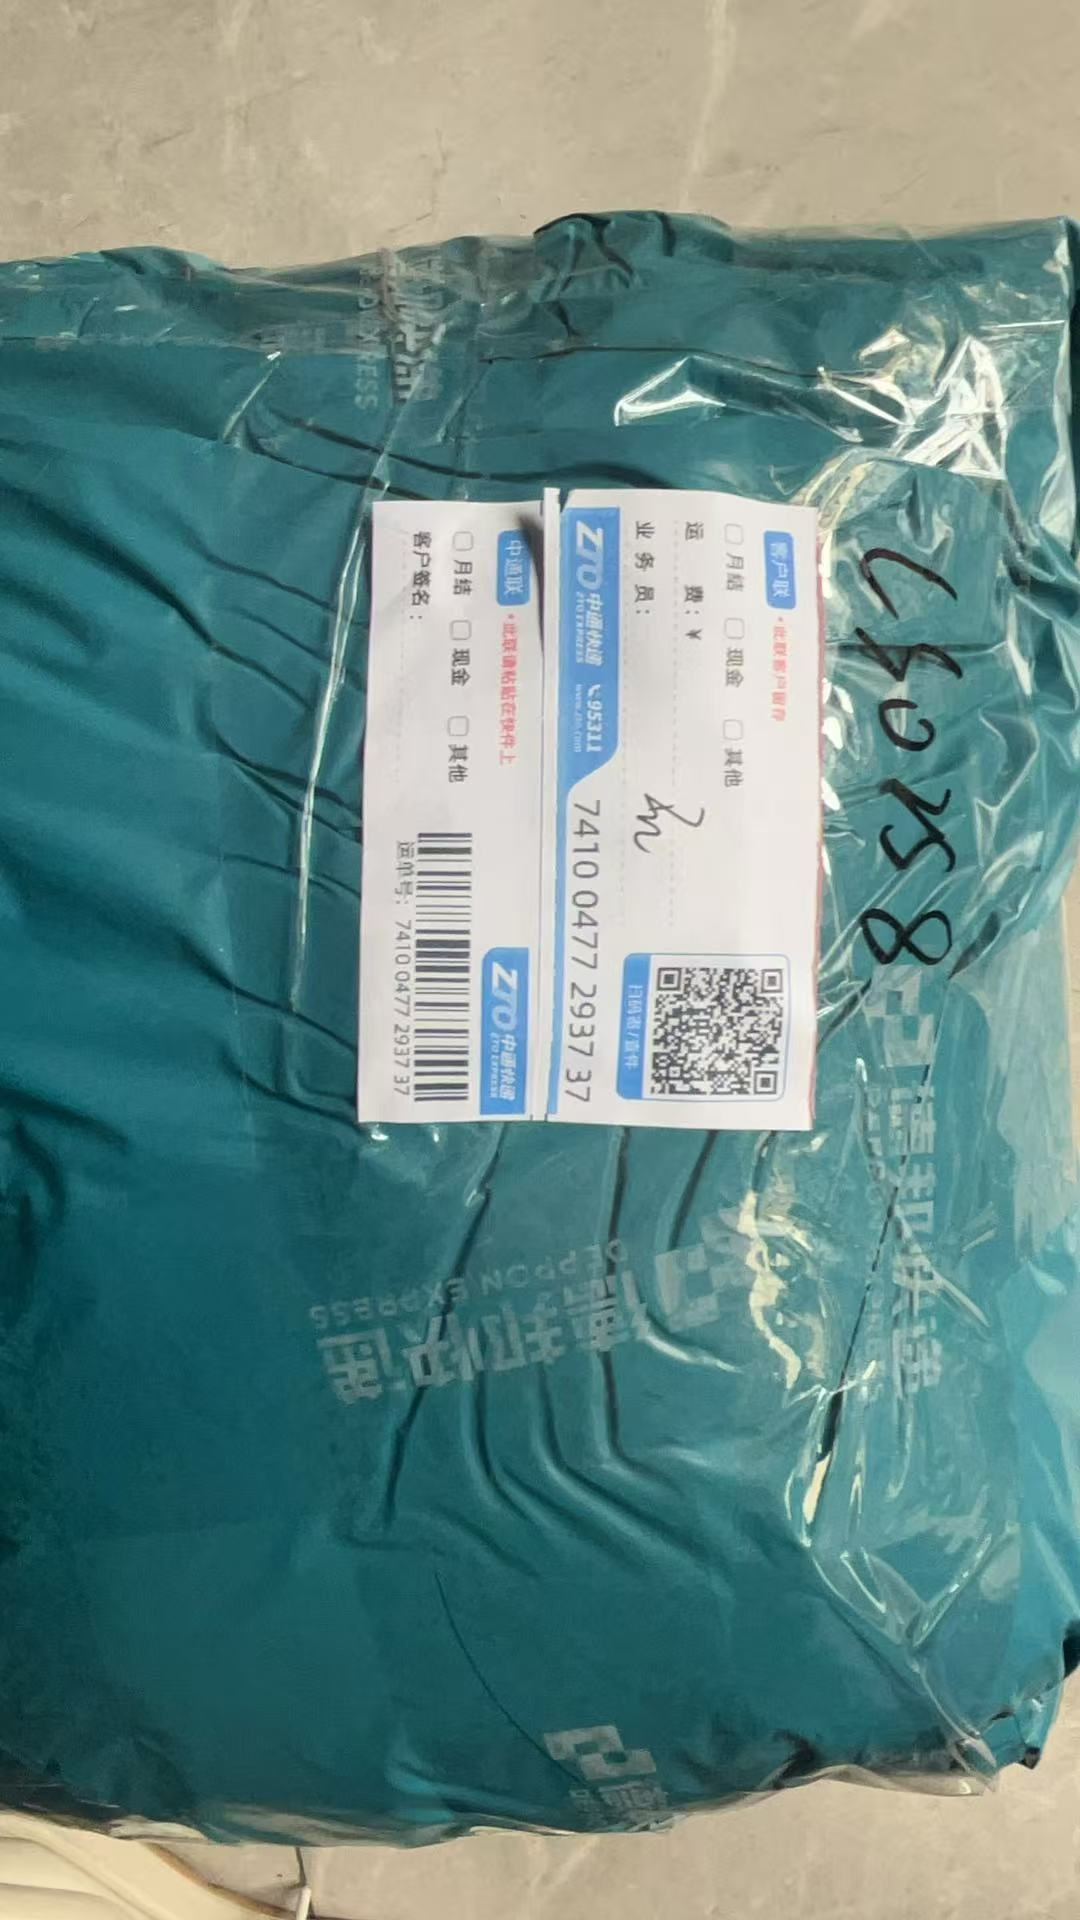 客户联
*此联客户留存
月结 现金 其他
运 费：¥
业 务 员：
扫码寄/查件
ZTO 中通快递
ZTO EXPRESS
95311
www.zto.com
7410 0477 2937 37
中通联
*此联请粘贴在快件上
月结 现金 其他
客户签名：
ZTO 中通快递
ZTO EXPRESS
运单号： 7410 0477 2937 37
德邦快递
DEPPON EXPRESS
德邦快递